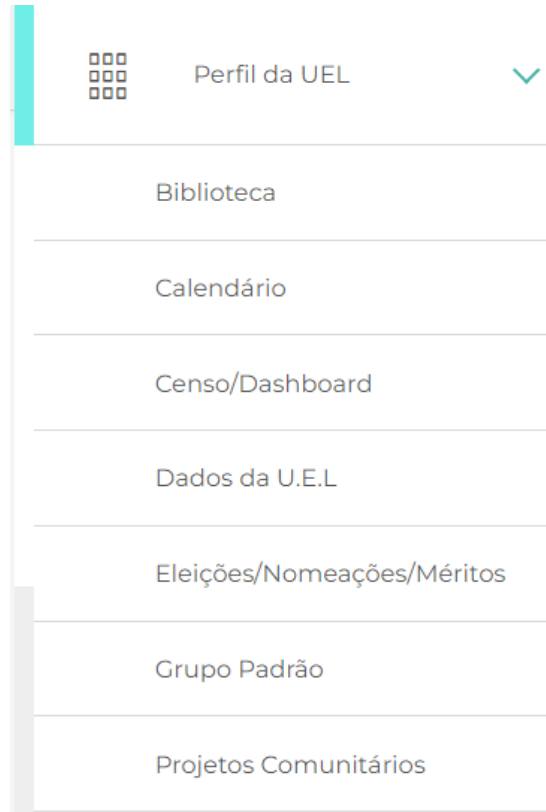 Perfil da UEL
Biblioteca
Calendário
Censo/Dashboard
Dados da U.E.L
Eleições/Nomeações/Méritos
Grupo Padrão
Projetos Comunitários